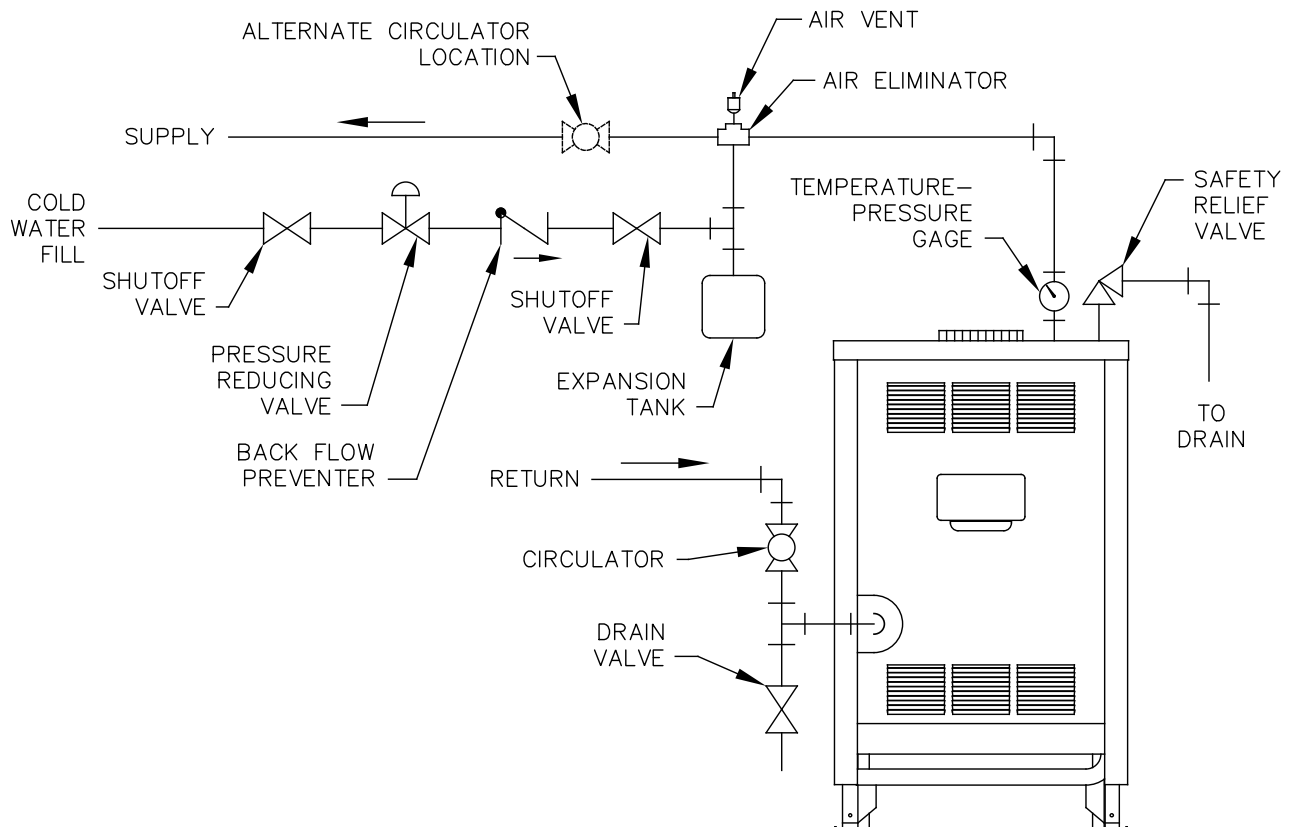 AIR VENT
ALTERNATE CIRCULATOR
LOCATION
AIR ELIMINATOR
SUPPLY
COLD
WATER
FILL
TEMPERATURE-
PRESSURE
GAGE
SAFETY
RELIEF
VALVE
SHUTOFF
VALVE
SHUTOFF
VALVE
PRESSURE
REDUCING
VALVE
EXPANSION
TANK
TO
DRAIN
BACK FLOW
PREVENTER
RETURN
CIRCULATOR
DRAIN
VALVE